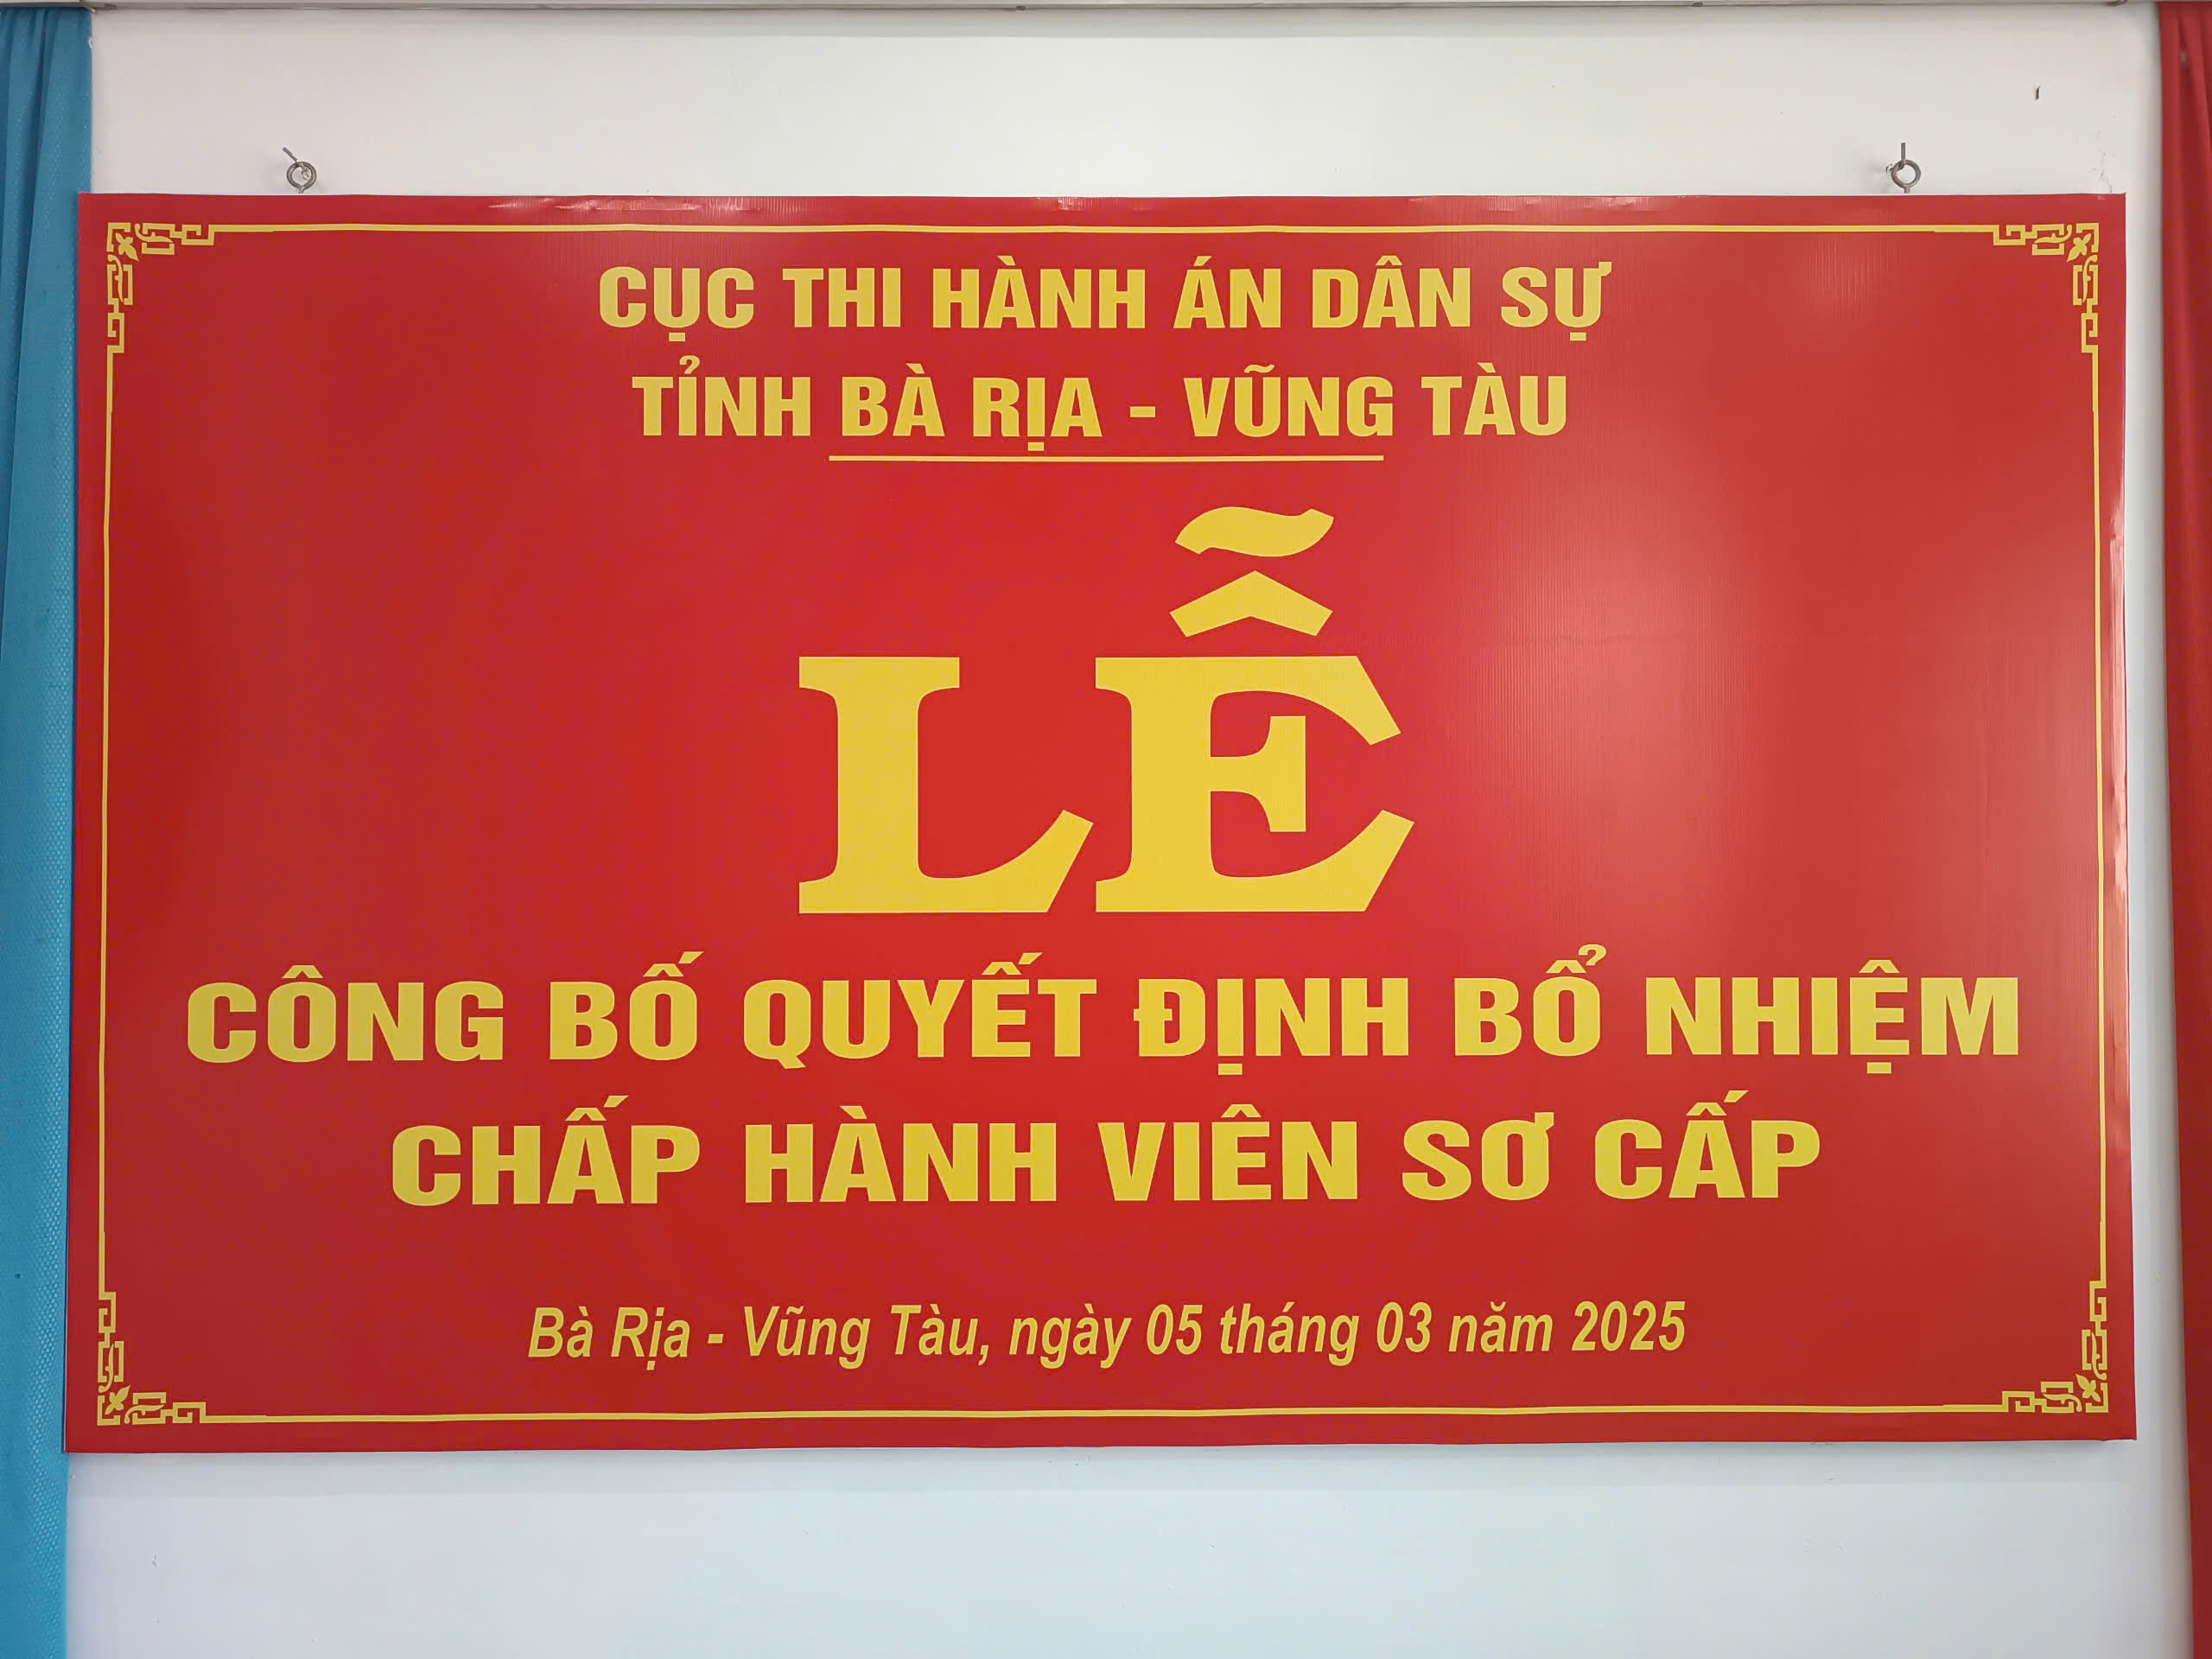 CỤC THI HÀNH ÁN DÂN SỰ
TỈNH BÀ RỊA - VŨNG TÀU
LỄ
CÔNG BỐ QUYẾT ĐỊNH BỔ NHIỆM
CHẤP HÀNH VIÊN SƠ CẤP
Bà Rịa - Vũng Tàu, ngày 05 tháng 03 năm 2025